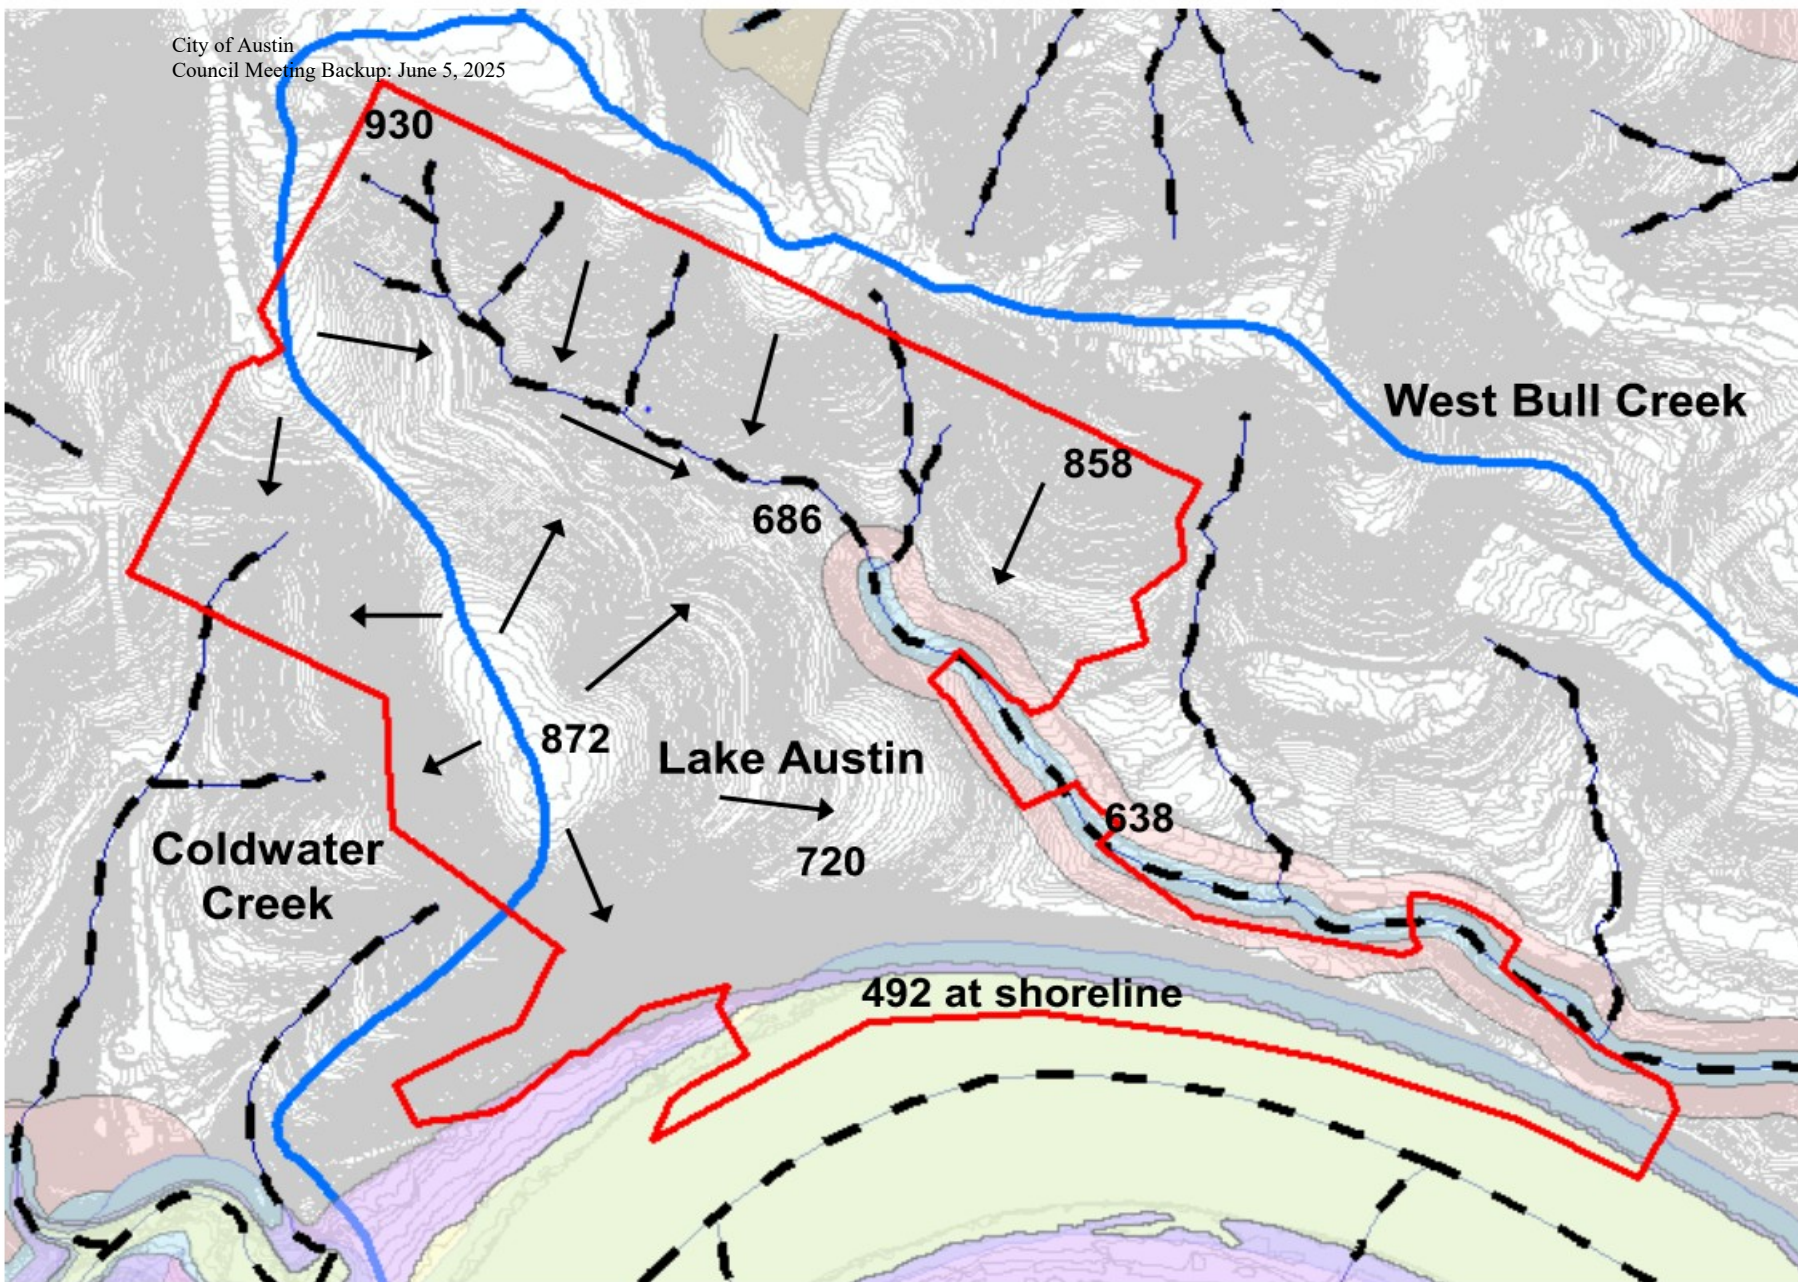 City of Austin
Council Meeting Backup: June 5, 2025
930
West Bull Creek
858
686
872
Lake Austin
638
Coldwater
Creek
720
492 at shoreline